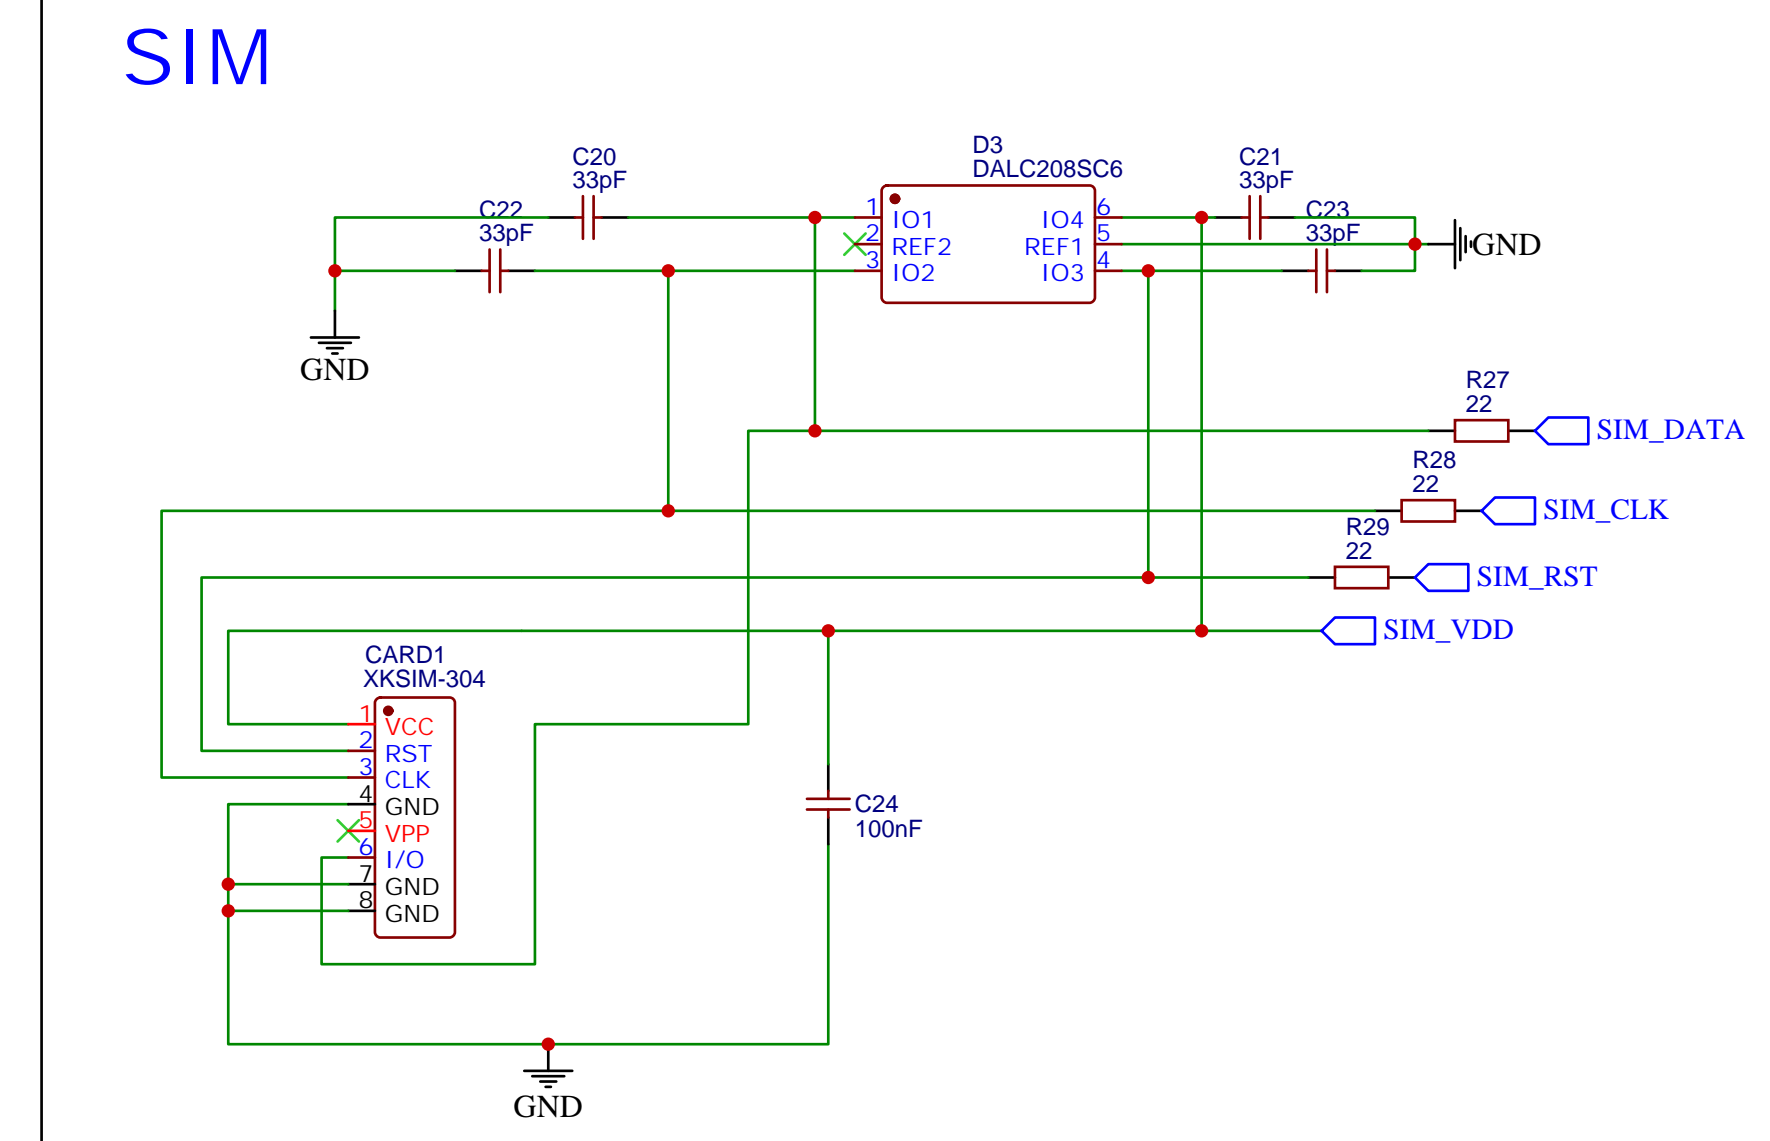 SIM
C20
33pF
C22
33pF
D3
DALC208SC6
C21
33pF
C23
33pF
1 IO1
2 REF2
3 IO2
IO4 6
REF1 5
IO3 4
GND
GND
R27
22
SIM_DATA
R28
22
SIM_CLK
R29
22
SIM_RST
SIM_VDD
CARD1
XKSIM-304
1 VCC
2 RST
3 CLK
4 GND
5 VPP
6 I/O
7 GND
8 GND
C24
100nF
GND